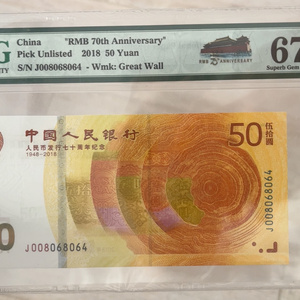 China "RMB 70th Anniversary"
Pick Unlisted 2018 50 Yuan
S/N J008068064 - Wmk: Great Wall
67
Superb Gem
中国人民银行
人民币发行七十周年纪念
1948-2018
50 伍拾圆
J008068064
J008068064